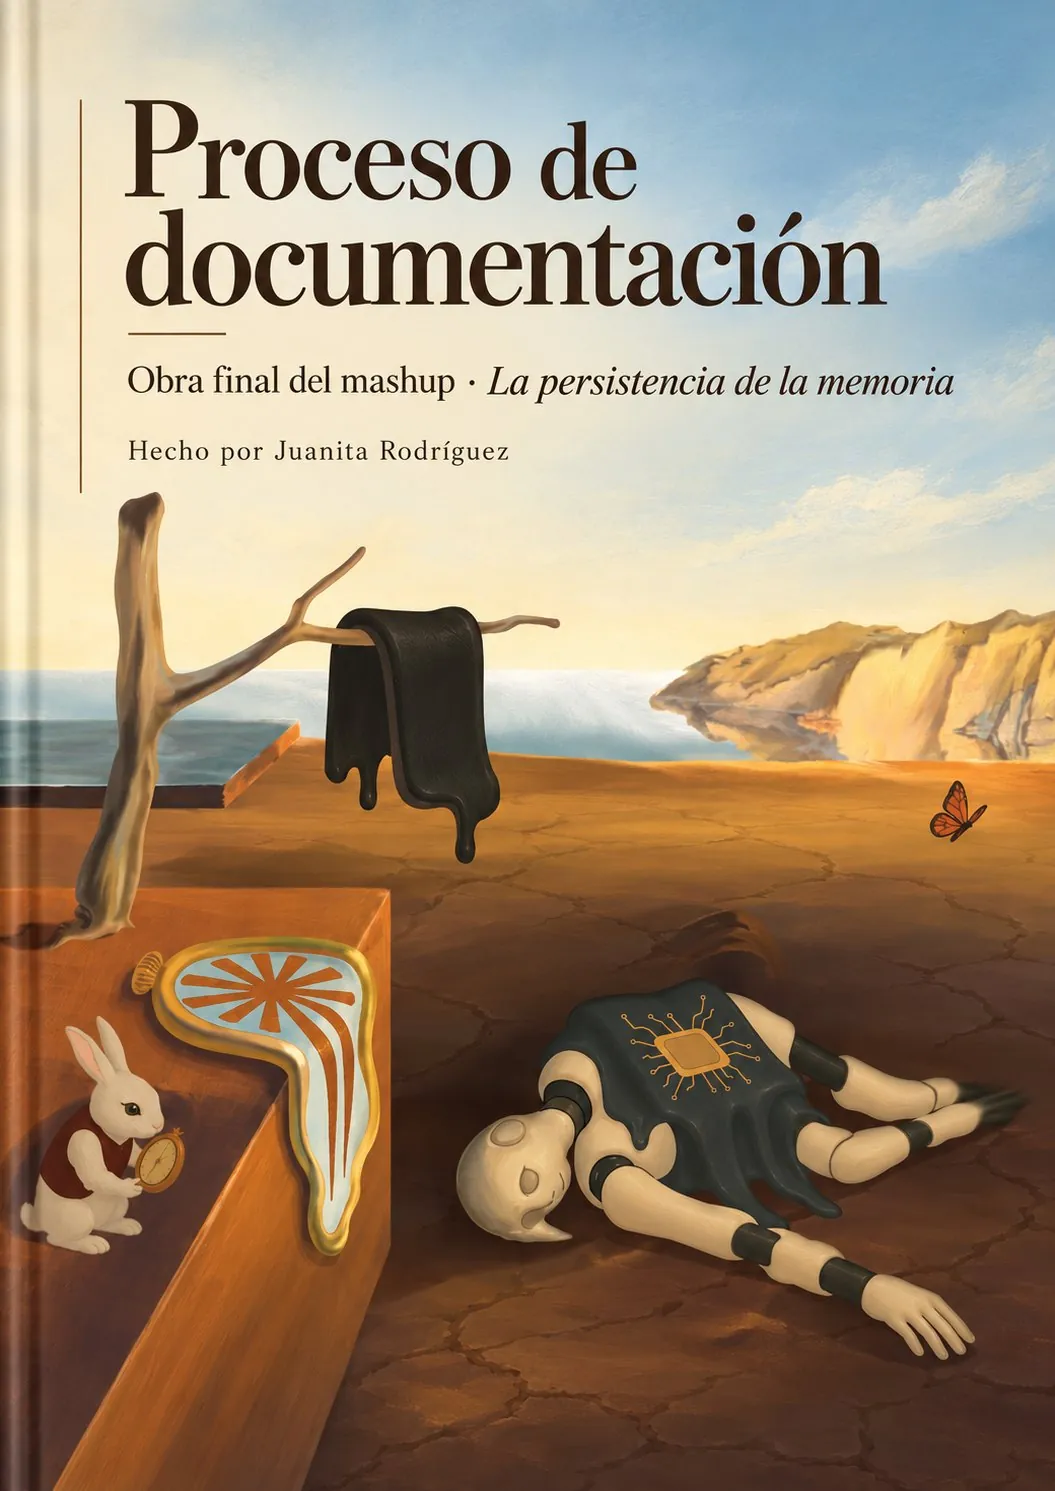 Proceso de
documentación
Obra final del mashup · La persistencia de la memoria
Hecho por Juanita Rodríguez